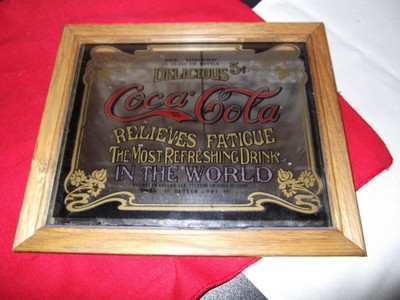 DELICIOUS 5¢
Coca-Cola
RELIEVES FATIGUE
THE MOST REFRESHING DRINK
IN THE WORLD